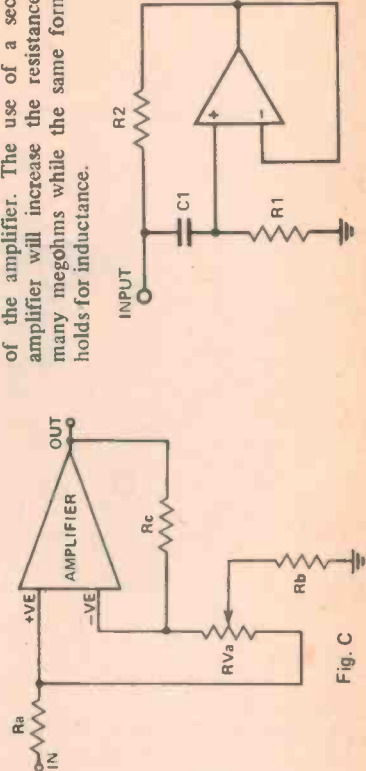 of the amplifier. The use of a sec
amplifier will increase the resistance
many megohms while the same form
holds for inductance.
INPUT
R2
C1
R1
+
−
IN
Ra
+VE
−VE
AMPLIFIER
OUT
Rc
RVa
Rb
Fig. C